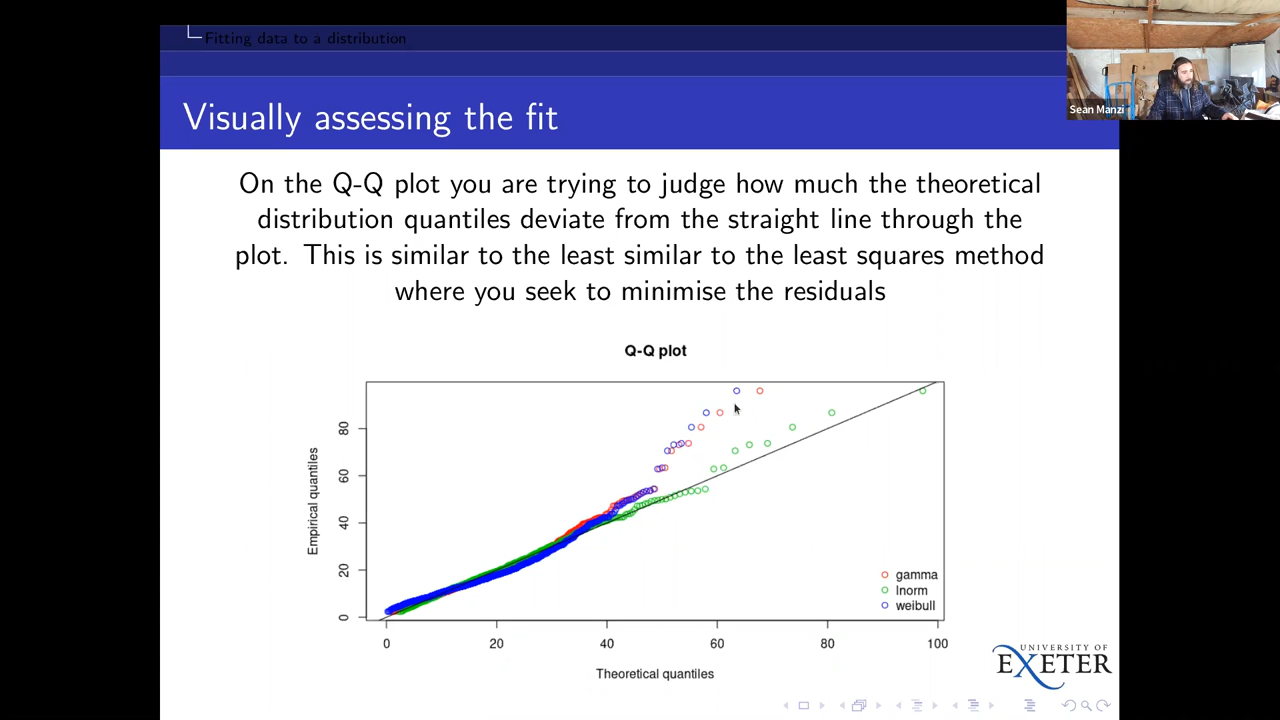 Fitting data to a distribution
Sean Manzi
Visually assessing the fit
On the Q-Q plot you are trying to judge how much the theoretical
distribution quantiles deviate from the straight line through the
plot. This is similar to the least similar to the least squares method
where you seek to minimise the residuals
Q-Q plot
Empirical quantiles
80
60
40
20
0
gamma
lnorm
weibull
0 20 40 60 80 100
Theoretical quantiles
UNIVERSITY OF
EXETER